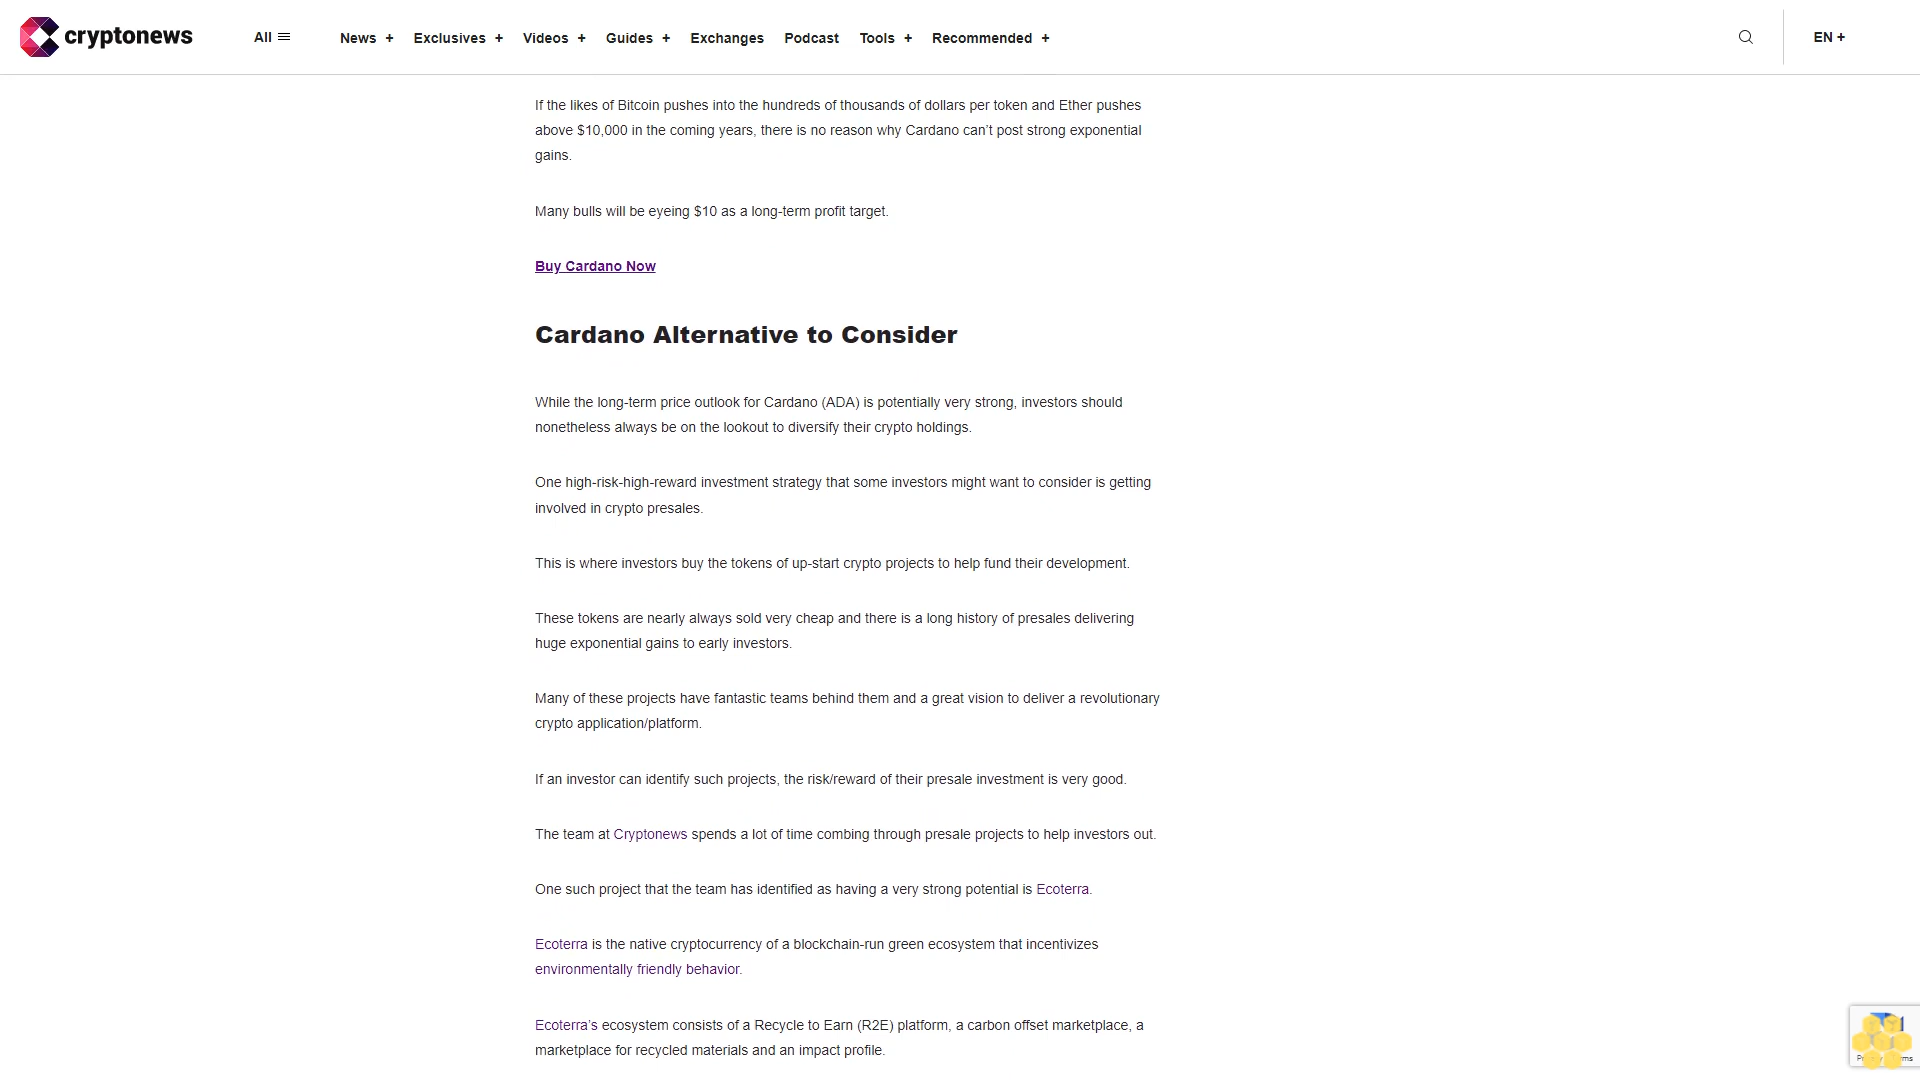 cryptonews
All
News +
Exclusives +
Videos +
Guides +
Exchanges
Podcast
Tools +
Recommended +
EN +
If the likes of Bitcoin pushes into the hundreds of thousands of dollars per token and Ether pushes
above $10,000 in the coming years, there is no reason why Cardano can’t post strong exponential
gains.
Many bulls will be eyeing $10 as a long-term profit target.
Buy Cardano Now
Cardano Alternative to Consider
While the long-term price outlook for Cardano (ADA) is potentially very strong, investors should
nonetheless always be on the lookout to diversify their crypto holdings.
One high-risk-high-reward investment strategy that some investors might want to consider is getting
involved in crypto presales.
This is where investors buy the tokens of up-start crypto projects to help fund their development.
These tokens are nearly always sold very cheap and there is a long history of presales delivering
huge exponential gains to early investors.
Many of these projects have fantastic teams behind them and a great vision to deliver a revolutionary
crypto application/platform.
If an investor can identify such projects, the risk/reward of their presale investment is very good.
The team at Cryptonews spends a lot of time combing through presale projects to help investors out.
One such project that the team has identified as having a very strong potential is Ecoterra.
Ecoterra is the native cryptocurrency of a blockchain-run green ecosystem that incentivizes
environmentally friendly behavior.
Ecoterra’s ecosystem consists of a Recycle to Earn (R2E) platform, a carbon offset marketplace, a
marketplace for recycled materials and an impact profile.